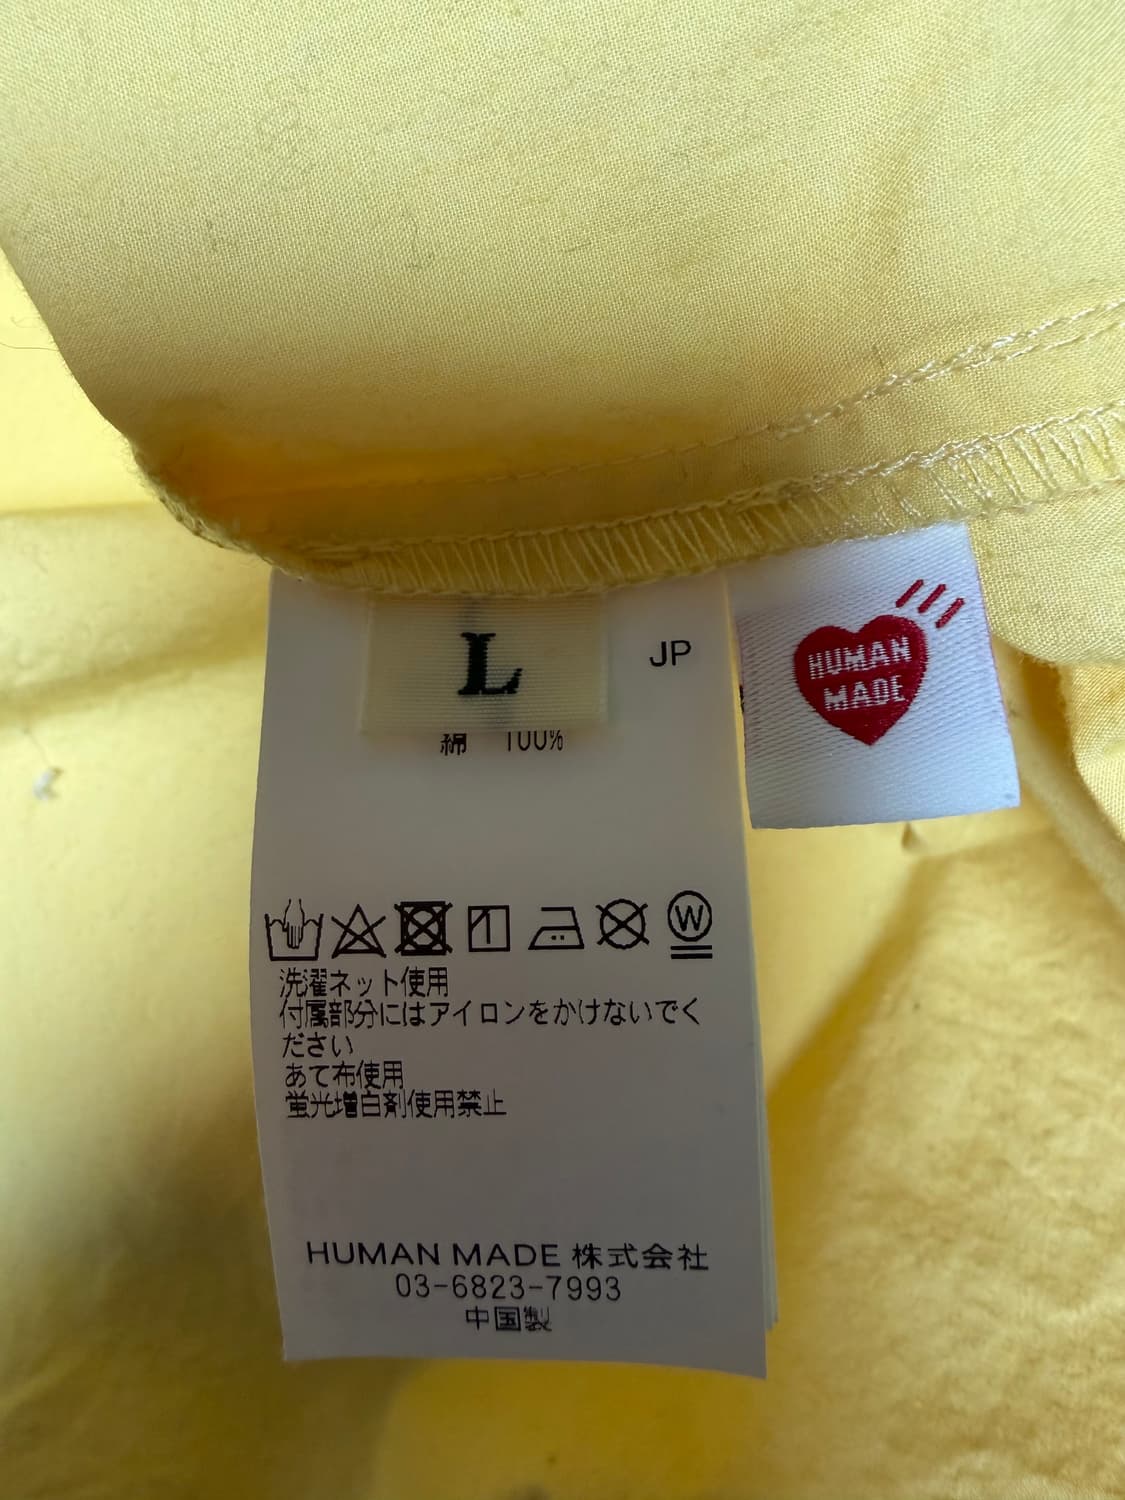 L
JP
HUMAN
MADE
綿 100%
W
洗濯ネット使用
付属部分にはアイロンをかけないでく
ださい
あて布使用
蛍光増白剤使用禁止
HUMAN MADE 株式会社
03-6823-7993
中国製